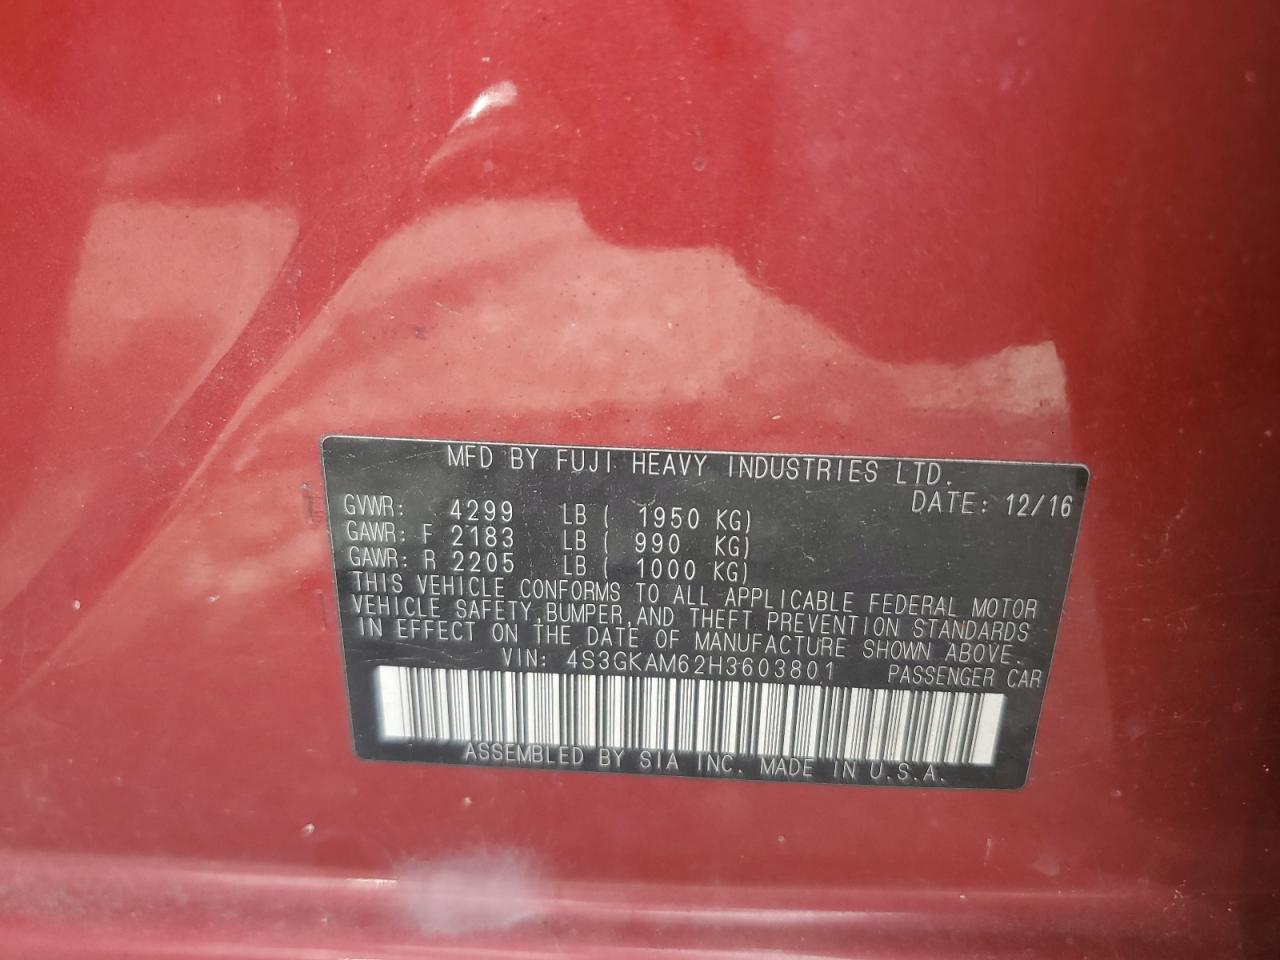 MFD BY FUJI HEAVY INDUSTRIES LTD.
DATE: 12/16
GVWR: 4299 LB ( 1950 KG)
GAWR: F 2183 LB ( 990 KG)
GAWR: R 2205 LB ( 1000 KG)
THIS VEHICLE CONFORMS TO ALL APPLICABLE FEDERAL MOTOR
VEHICLE SAFETY,BUMPER,AND THEFT PREVENTION STANDARDS
IN EFFECT ON THE DATE OF MANUFACTURE SHOWN ABOVE.
VIN: 4S3GKAM62H3603801 PASSENGER CAR
ASSEMBLED BY SIA INC. MADE IN U.S.A.